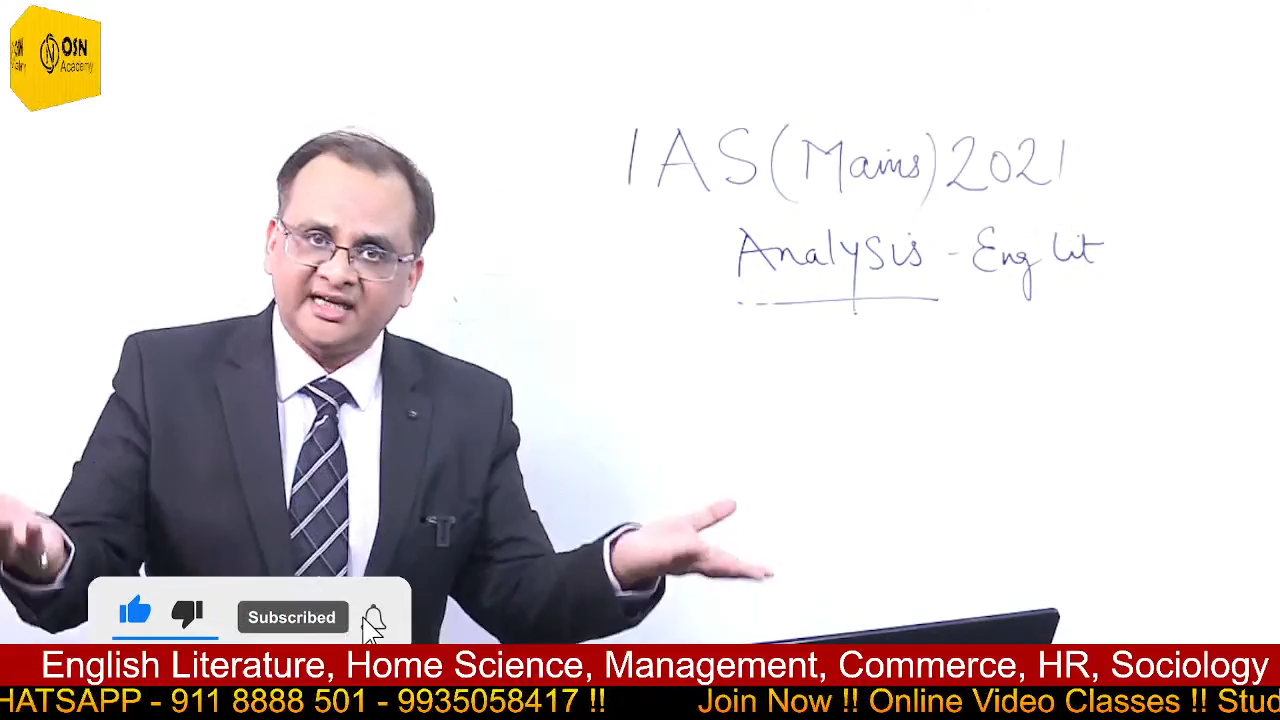 OSN
Academy
IAS (Mains) 2021
Analysis - Eng Lit
Subscribed
English Literature, Home Science, Management, Commerce, HR, Sociology
HATSAPP - 911 8888 501 - 9935058417 !! Join Now !! Online Video Classes !! Stud